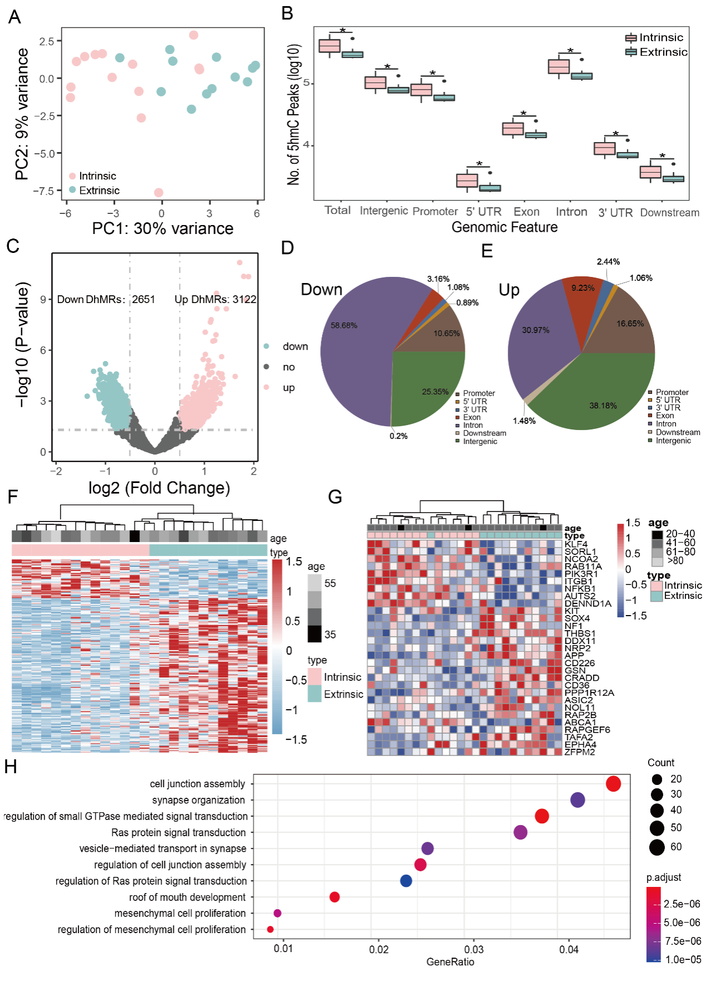 A
PC2: 9% variance
2.5
0.0
−2.5
−5.0
−7.5
Intrinsic
Extrinsic
−6
−3
0
3
6
PC1: 30% variance
B
No. of 5hmC Peaks (log10)
5
4
*
*
*
*
*
*
*
*
Intrinsic
Extrinsic
Total
Intergenic
Promoter
5' UTR
Exon
Intron
3' UTR
Downstream
Genomic Feature
C
−log10 (P−value)
9
6
3
0
Down DhMRs: 2651
Up DhMRs: 3122
−2
−1
0
1
2
log2 (Fold Change)
down
no
up
D
Down
3.16%
1.08%
0.89%
58.68%
10.65%
25.35%
0.2%
Promoter
5' UTR
3' UTR
Exon
Intron
Downstream
Intergenic
E
Up
2.44%
1.06%
9.23%
16.65%
30.97%
38.18%
1.48%
Promoter
5' UTR
3' UTR
Exon
Intron
Downstream
Intergenic
F
age
type
1.5
1
0.5
0
−0.5
−1
−1.5
age
55
35
type
Intrinsic
Extrinsic
G
age
type
KLF4
SORL1
NCOA2
RAB11A
PIK3R1
ITGB1
NFKB1
AUTS2
DENND1A
KIT
SOX4
NF1
THBS1
DDX11
NRP2
APP
CD226
GSN
CRADD
CD36
PPP1R12A
ASIC2
NOL11
RAP2B
ABCA1
RAPGEF6
TAFA2
EPHA4
ZFPM2
1.5
1
0.5
0
−0.5
−1
−1.5
age
20−40
41−60
61−80
>80
type
Intrinsic
Extrinsic
H
cell junction assembly
synapse organization
regulation of small GTPase mediated signal transduction
Ras protein signal transduction
vesicle−mediated transport in synapse
regulation of cell junction assembly
regulation of Ras protein signal transduction
roof of mouth development
mesenchymal cell proliferation
regulation of mesenchymal cell proliferation
0.01
0.02
0.03
0.04
GeneRatio
Count
20
30
40
50
60
p.adjust
2.5e−06
5.0e−06
7.5e−06
1.0e−05